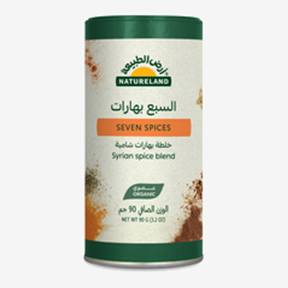 أرض الطبيعة
NATURELAND
السبع بهارات
SEVEN SPICES
خلطة بهارات شامية
Syrian spice blend
عضوي
ORGANIC
الوزن الصافي 90 جم
NET WT 90 G (3.2 OZ)